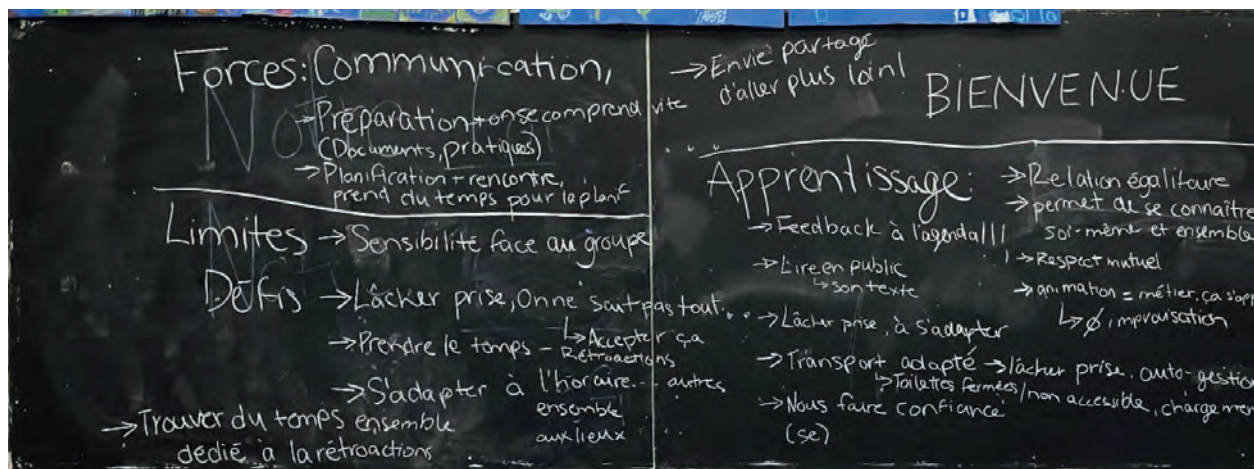 Forces: Communication,
→ Préparation + on se comprend vite
(Documents, pratiques)
→ Planification + rencontre,
prend du temps pour la planif
→ Envie partagé
d'aller plus loin!
Limites → Sensibilité face au groupe
Défis → Lâcher prise, On ne sait pas tout...
↳ Accepter ça
→ Prendre le temps – Rétroactions
→ S'adapter à l'horaire... autres
ensemble
aux lieux
→ Trouver du temps ensemble
dédié à la rétroactions
BIENVENUE
Apprentissage:
→ Feedback à l'agenda!!!
→ Lire en public
↳ son texte
→ Lâcher prise, à s'adapter
→ Transport adapté → lâcher prise, auto-gestion
↳ Toilettes fermées/non accessible, chargemen
→ Nous faire confiance
(se)
→ Relation égalitaire
→ permet de se connaître
soi-même et ensemble
→ Respect mutuel
→ animation = métier, ça s'app
↳ ∅ improvisation